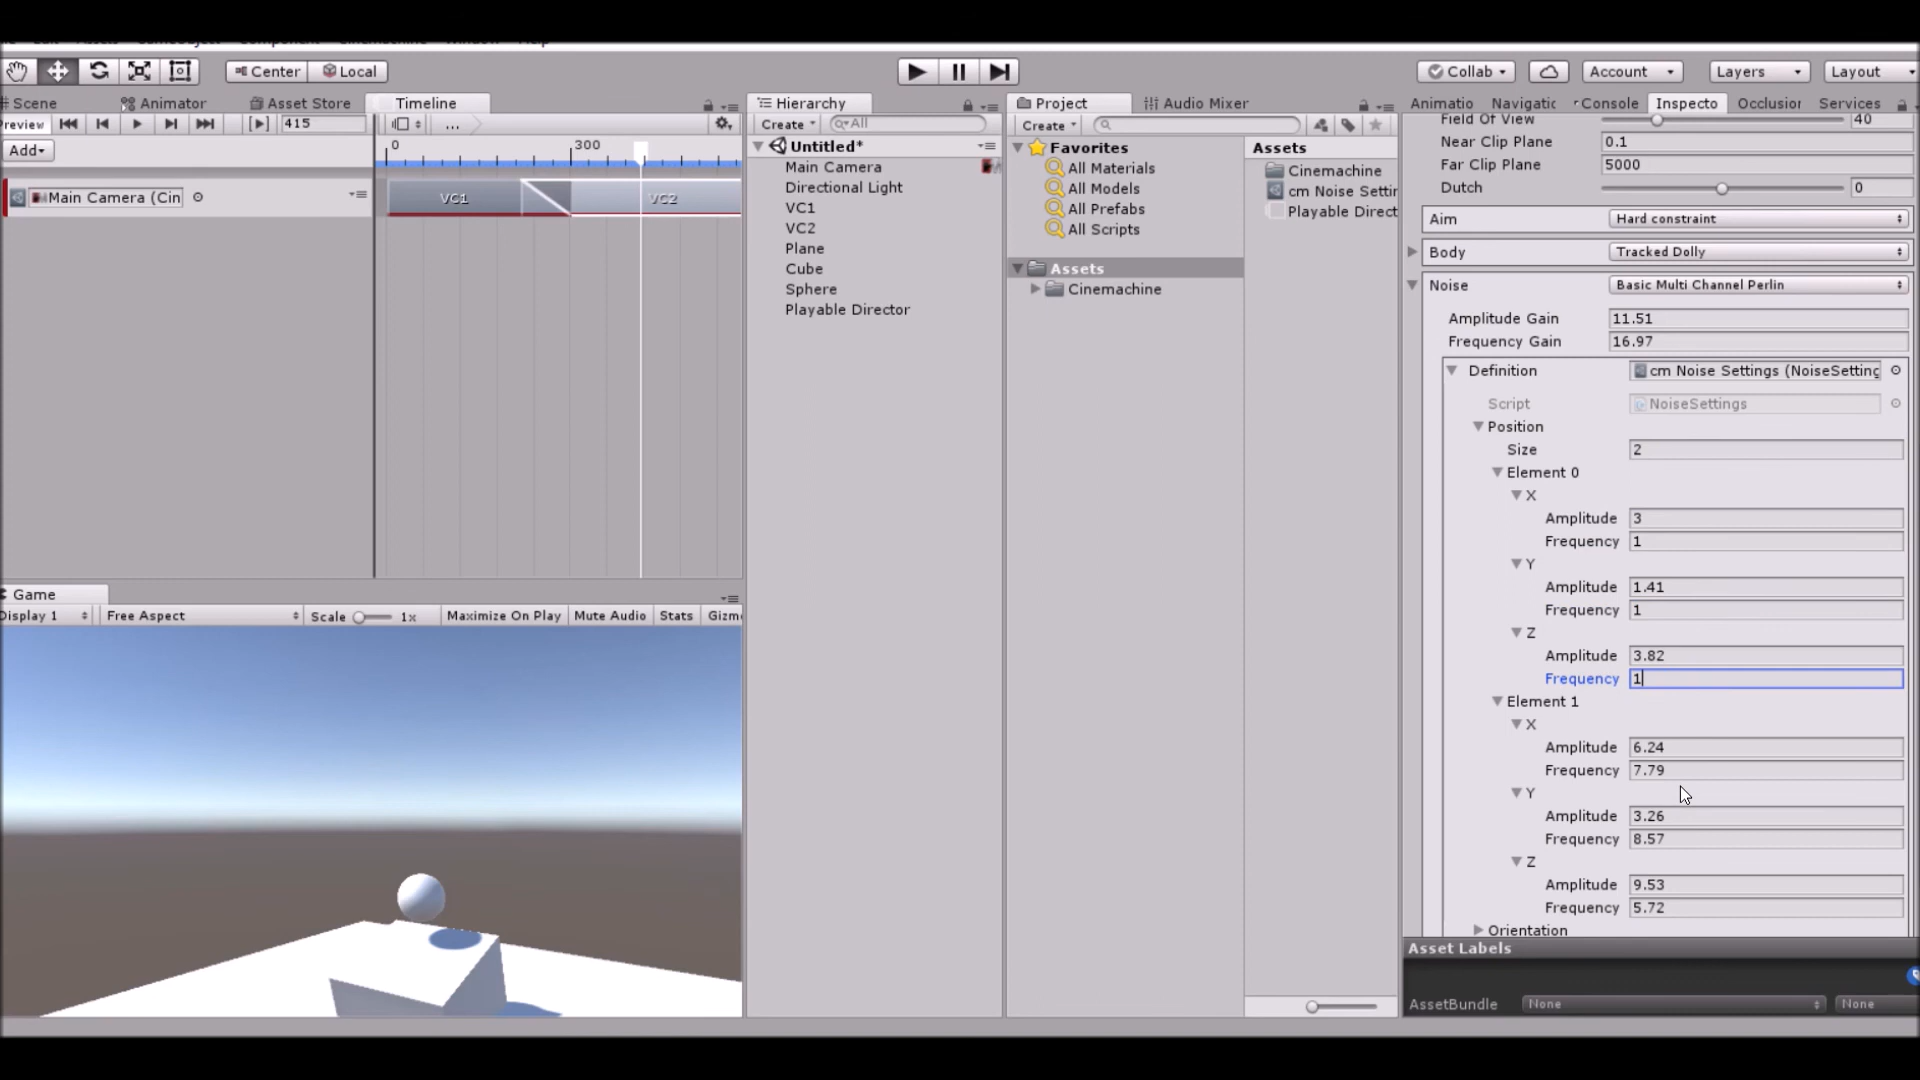 Center
Local
Collab
Account
Layers
Layout
Scene
Animator
Asset Store
Timeline
Preview
415
...
Add
0
300
Main Camera (Cin
VC1
VC2
Game
Display 1
Free Aspect
Scale
1x
Maximize On Play
Mute Audio
Stats
Gizm
Hierarchy
Create
All
Untitled*
Main Camera
Directional Light
VC1
VC2
Plane
Cube
Sphere
Playable Director
Project
Audio Mixer
Create
Favorites
All Materials
All Models
All Prefabs
All Scripts
Assets
Cinemachine
Assets
Cinemachine
cm Noise Settin
Playable Direct
Animatio
Navigatic
Console
Inspecto
Occlusion
Services
Field Of View 40
Near Clip Plane 0.1
Far Clip Plane 5000
Dutch 0
Aim Hard constraint
Body Tracked Dolly
Noise Basic Multi Channel Perlin
Amplitude Gain 11.51
Frequency Gain 16.97
Definition cm Noise Settings (NoiseSetting
Script NoiseSettings
Position
Size 2
Element 0
X
Amplitude 3
Frequency 1
Y
Amplitude 1.41
Frequency 1
Z
Amplitude 3.82
Frequency 1
Element 1
X
Amplitude 6.24
Frequency 7.79
Y
Amplitude 3.26
Frequency 8.57
Z
Amplitude 9.53
Frequency 5.72
Orientation
Asset Labels
AssetBundle None None